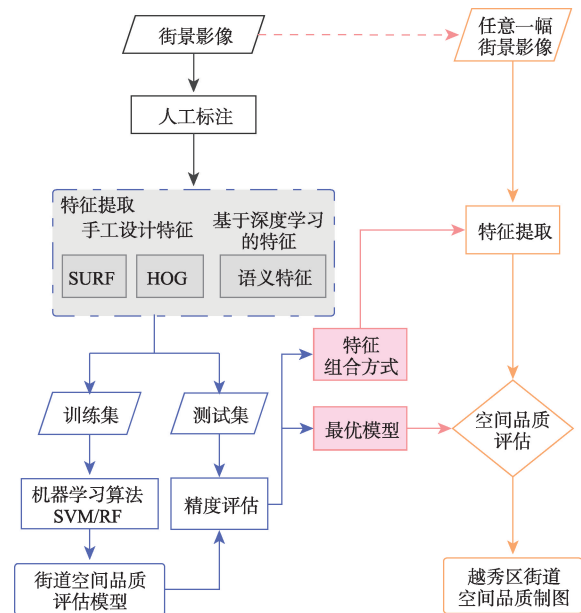 街景影像
任意一幅
街景影像
人工标注
特征提取
手工设计特征
基于深度学习
的特征
SURF
HOG
语义特征
特征提取
特征
组合方式
训练集
测试集
最优模型
空间品质
评估
机器学习算法
SVM/RF
精度评估
街道空间品质
评估模型
越秀区街道
空间品质制图